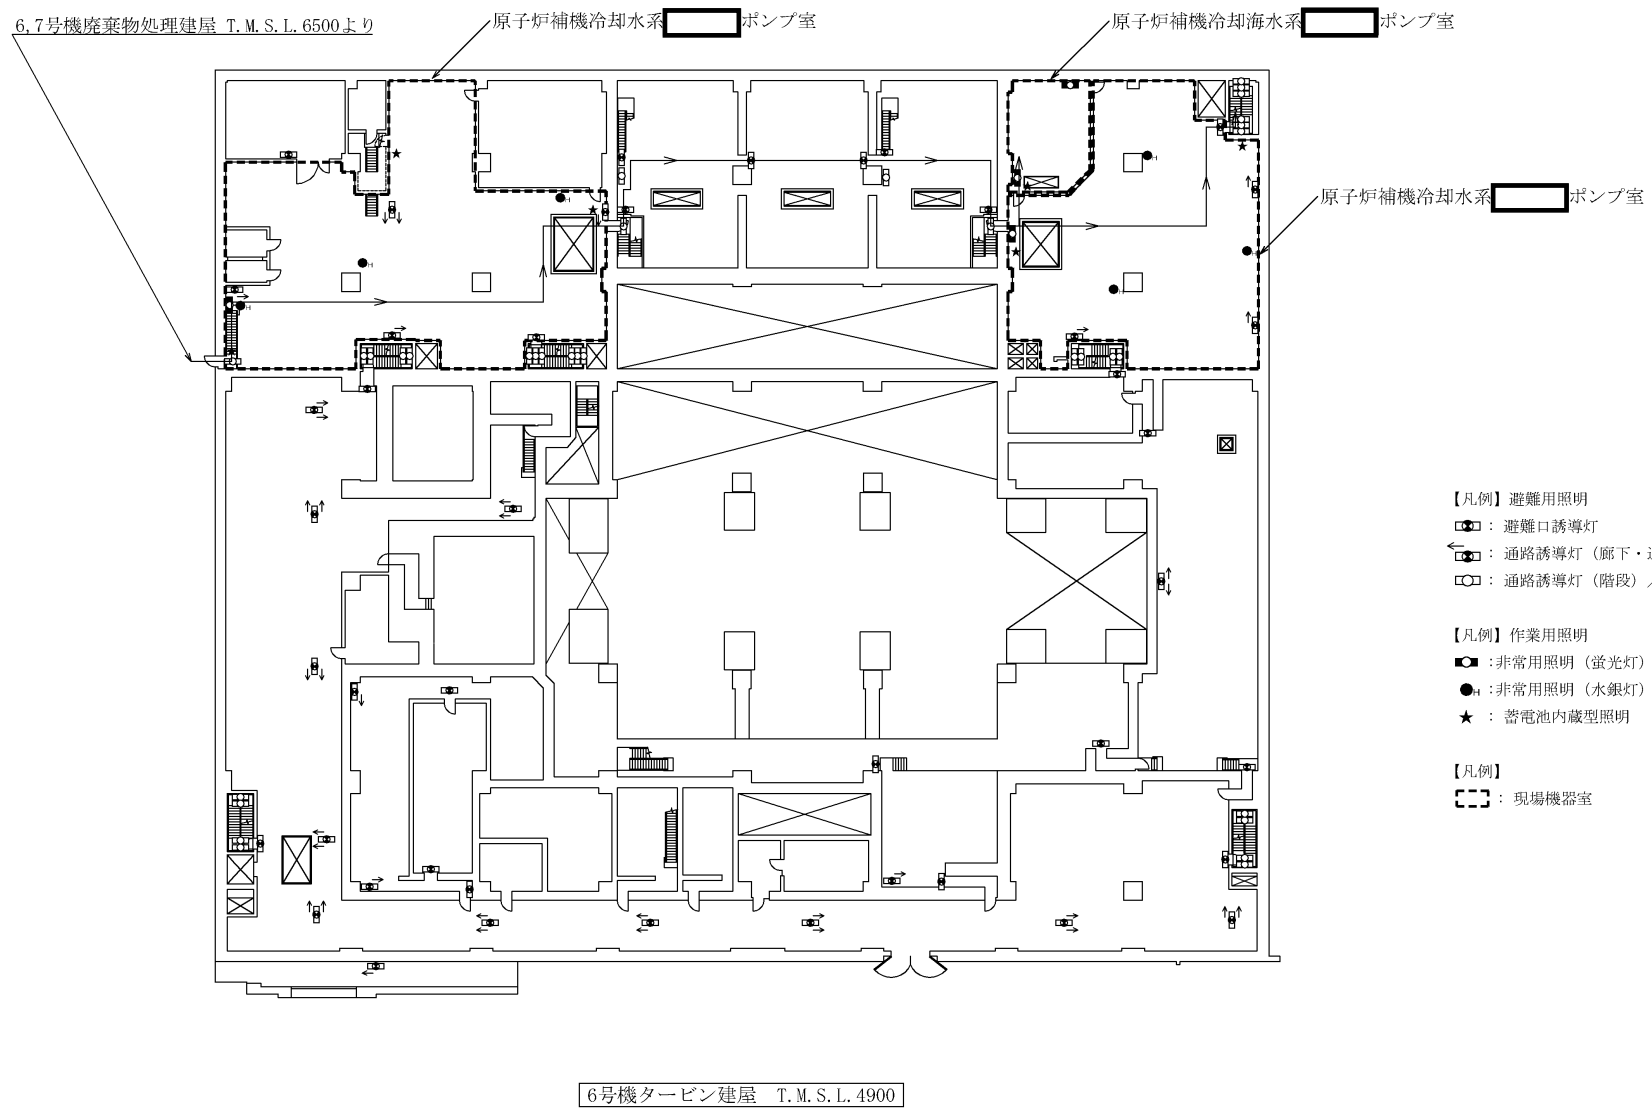 6,7号機廃棄物処理建屋 T.M.S.L.6500より
原子炉補機冷却水系 ポンプ室
原子炉補機冷却海水系 ポンプ室
原子炉補機冷却水系 ポンプ室
【凡例】避難用照明
: 避難口誘導灯
: 通路誘導灯（廊下・
: 通路誘導灯（階段）
【凡例】作業用照明
:非常用照明（蛍光灯）
:非常用照明（水銀灯）
: 蓄電池内蔵型照明
【凡例】
: 現場機器室
6号機タービン建屋 T.M.S.L.4900